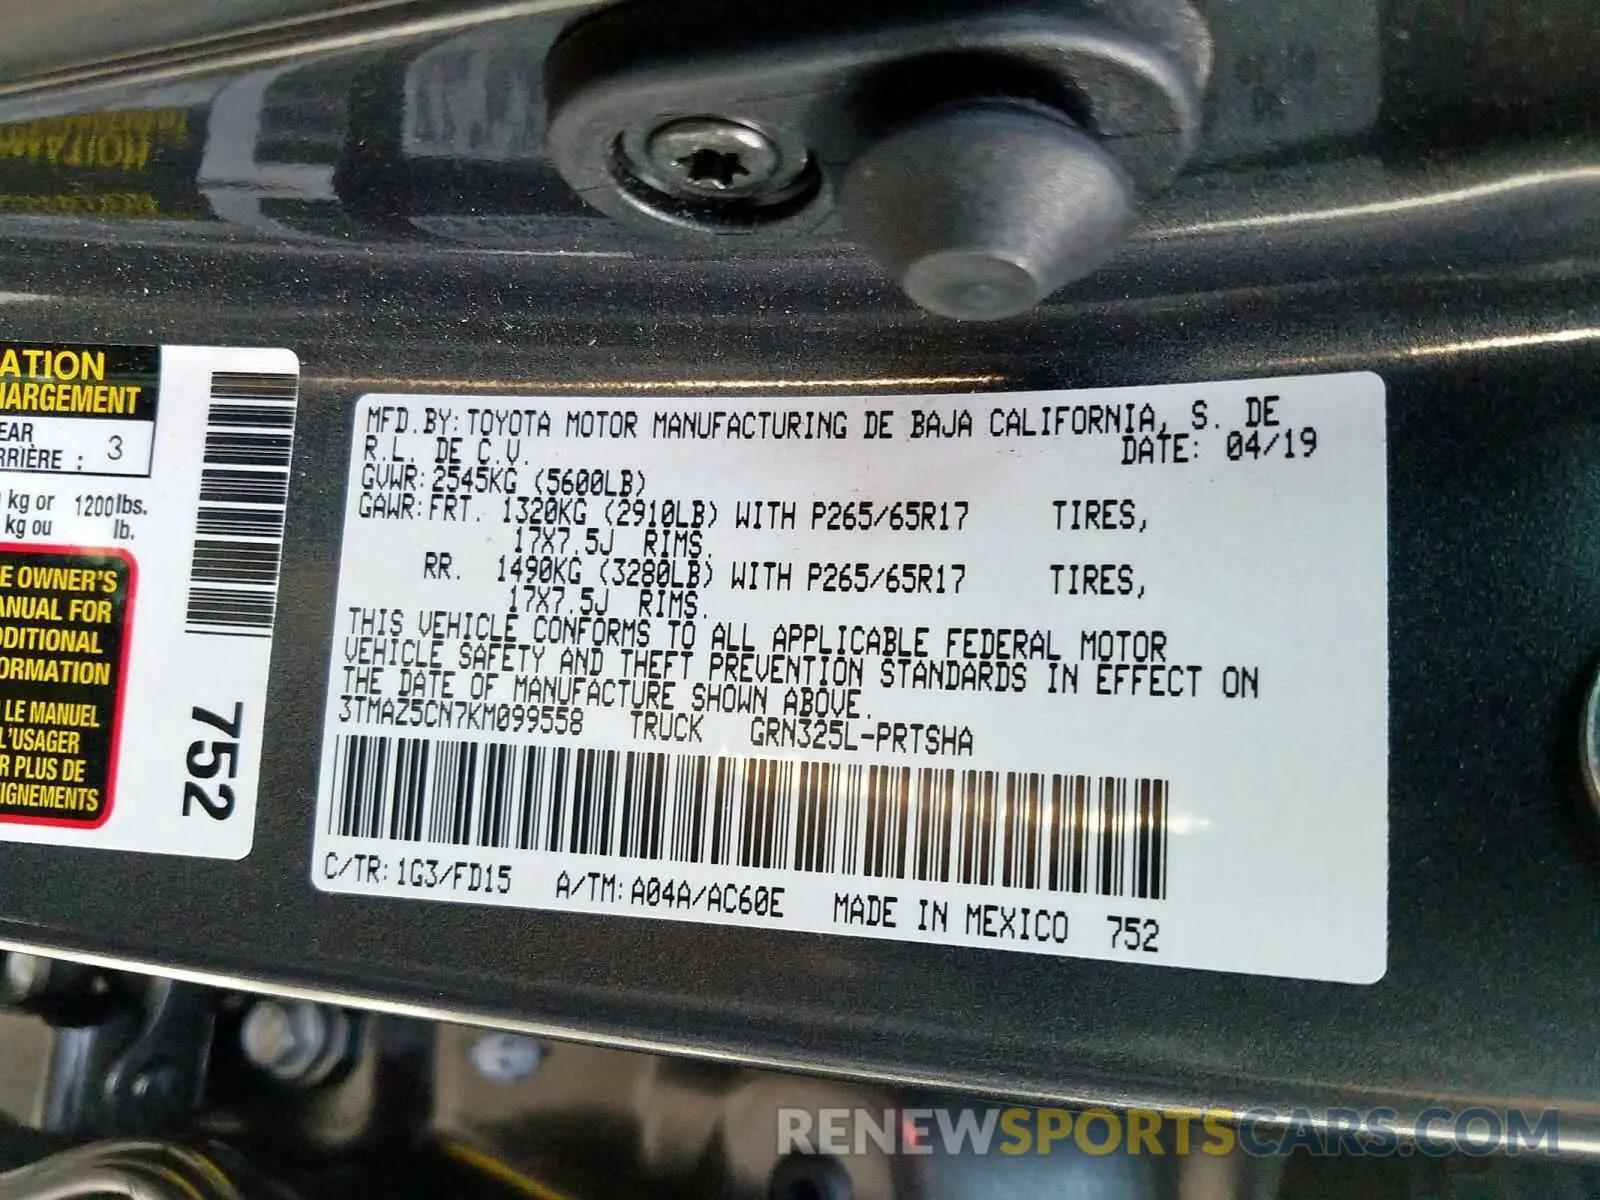 ATION
HARGEMENT
EAR
RRIÈRE : 3
kg or 1200 lbs.
kg ou lb.
E OWNER'S
ANUAL FOR
DDITIONAL
FORMATION
LE MANUEL
L'USAGER
R PLUS DE
IGNEMENTS
752
MFD. BY: TOYOTA MOTOR MANUFACTURING DE BAJA CALIFORNIA, S. DE
R.L. DE C.V. DATE: 04/19
GVWR: 2545KG (5600LB)
GAWR: FRT. 1320KG (2910LB) WITH P265/65R17 TIRES,
17X7.5J RIMS.
RR. 1490KG (3280LB) WITH P265/65R17 TIRES,
17X7.5J RIMS.
THIS VEHICLE CONFORMS TO ALL APPLICABLE FEDERAL MOTOR
VEHICLE SAFETY AND THEFT PREVENTION STANDARDS IN EFFECT ON
THE DATE OF MANUFACTURE SHOWN ABOVE.
3TMAZ5CN7KM099558 TRUCK GRN325L-PRTSHA
C/TR: 1G3/FD15 A/TM: A04A/AC60E MADE IN MEXICO 752
RENEWSPORTSCARS.COM